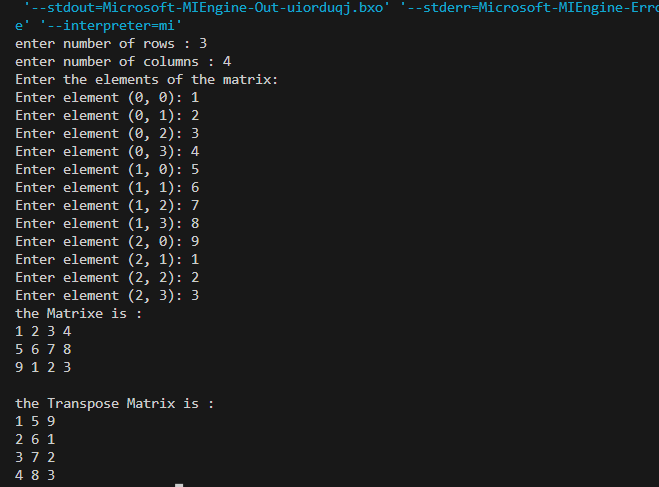 '--stdout=Microsoft-MIEngine-Out-uiorduqj.bxo' '--stderr=Microsoft-MIEngine-Erro
e' '--interpreter=mi'
enter number of rows : 3
enter number of columns : 4
Enter the elements of the matrix:
Enter element (0, 0): 1
Enter element (0, 1): 2
Enter element (0, 2): 3
Enter element (0, 3): 4
Enter element (1, 0): 5
Enter element (1, 1): 6
Enter element (1, 2): 7
Enter element (1, 3): 8
Enter element (2, 0): 9
Enter element (2, 1): 1
Enter element (2, 2): 2
Enter element (2, 3): 3
the Matrixe is :
1 2 3 4
5 6 7 8
9 1 2 3
the Transpose Matrix is :
1 5 9
2 6 1
3 7 2
4 8 3